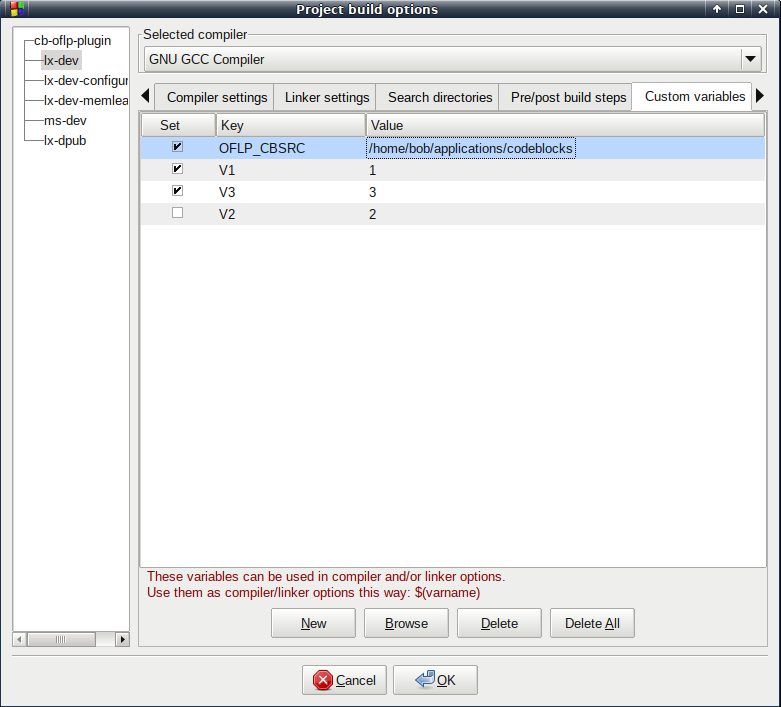 Project build options
cb-oflp-plugin
lx-dev
lx-dev-configur
lx-dev-memlea
ms-dev
lx-dpub
Selected compiler
GNU GCC Compiler
Compiler settings Linker settings Search directories Pre/post build steps Custom variables
Set Key Value
OFLP_CBSRC /home/bob/applications/codeblocks
V1 1
V3 3
V2 2
These variables can be used in compiler and/or linker options.
Use them as compiler/linker options this way: $(varname)
New Browse Delete Delete All
Cancel OK